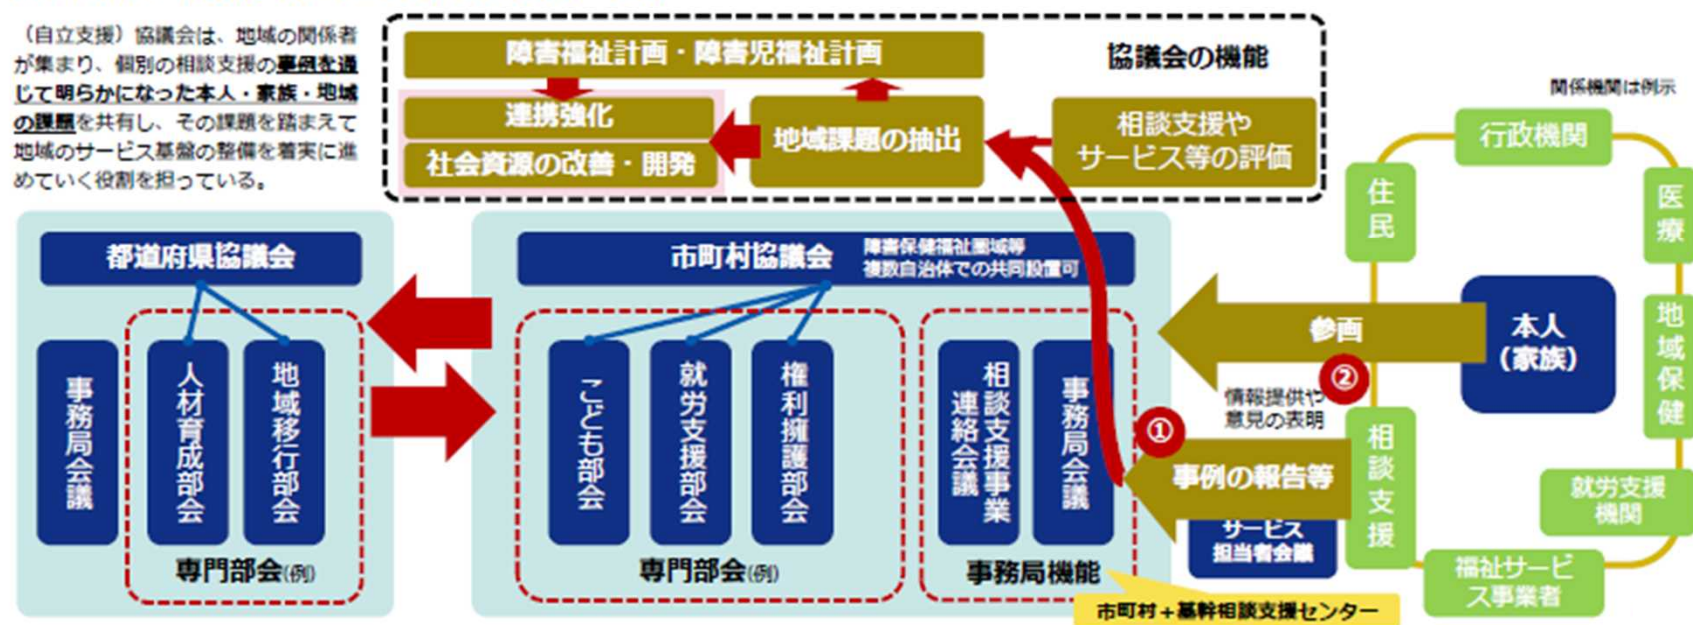 （自立支援）協議会は、地域の関係者
が集まり、個別の相談支援の事例を通
じて明らかになった本人・家族・地域
の課題を共有し、その課題を踏まえて
地域のサービス基盤の整備を着実に進
めていく役割を担っている。
障害福祉計画・障害児福祉計画
協議会の機能
連携強化
社会資源の改善・開発
地域課題の抽出
相談支援や
サービス等の評価
関係機関は例示
行政機関
住民
医療
地域保健
就労支援
機関
福祉サービ
ス事業者
相談支援
本人
（家族）
都道府県協議会
事務局会議
人材育成部会
地域移行部会
専門部会(例)
市町村協議会
障害保健福祉圏域等
複数自治体での共同設置可
こども部会
就労支援部会
権利擁護部会
専門部会(例)
相談支援事業
連絡会議
事務局会議
事務局機能
市町村＋基幹相談支援センター
参画
②
情報提供や
意見の表明
①
事例の報告等
サービス
担当者会議